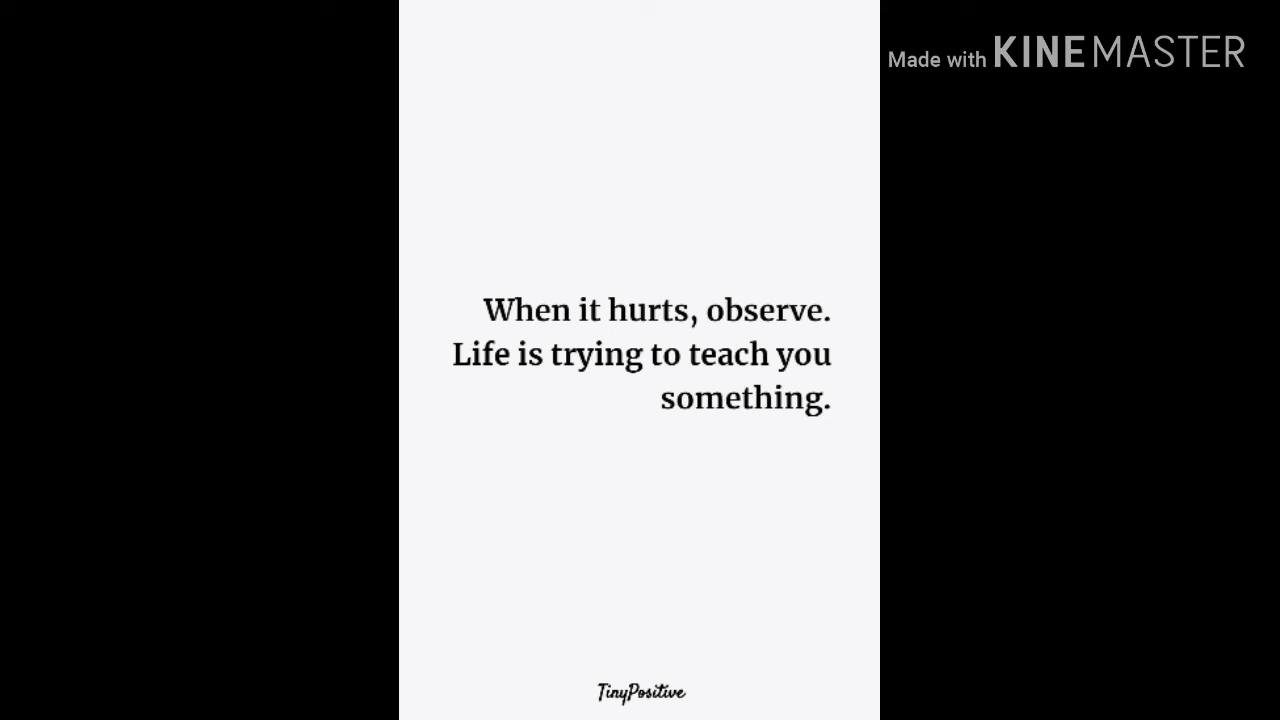 Made with KINEMASTER
When it hurts, observe.
Life is trying to teach you
something.
TinyPositive